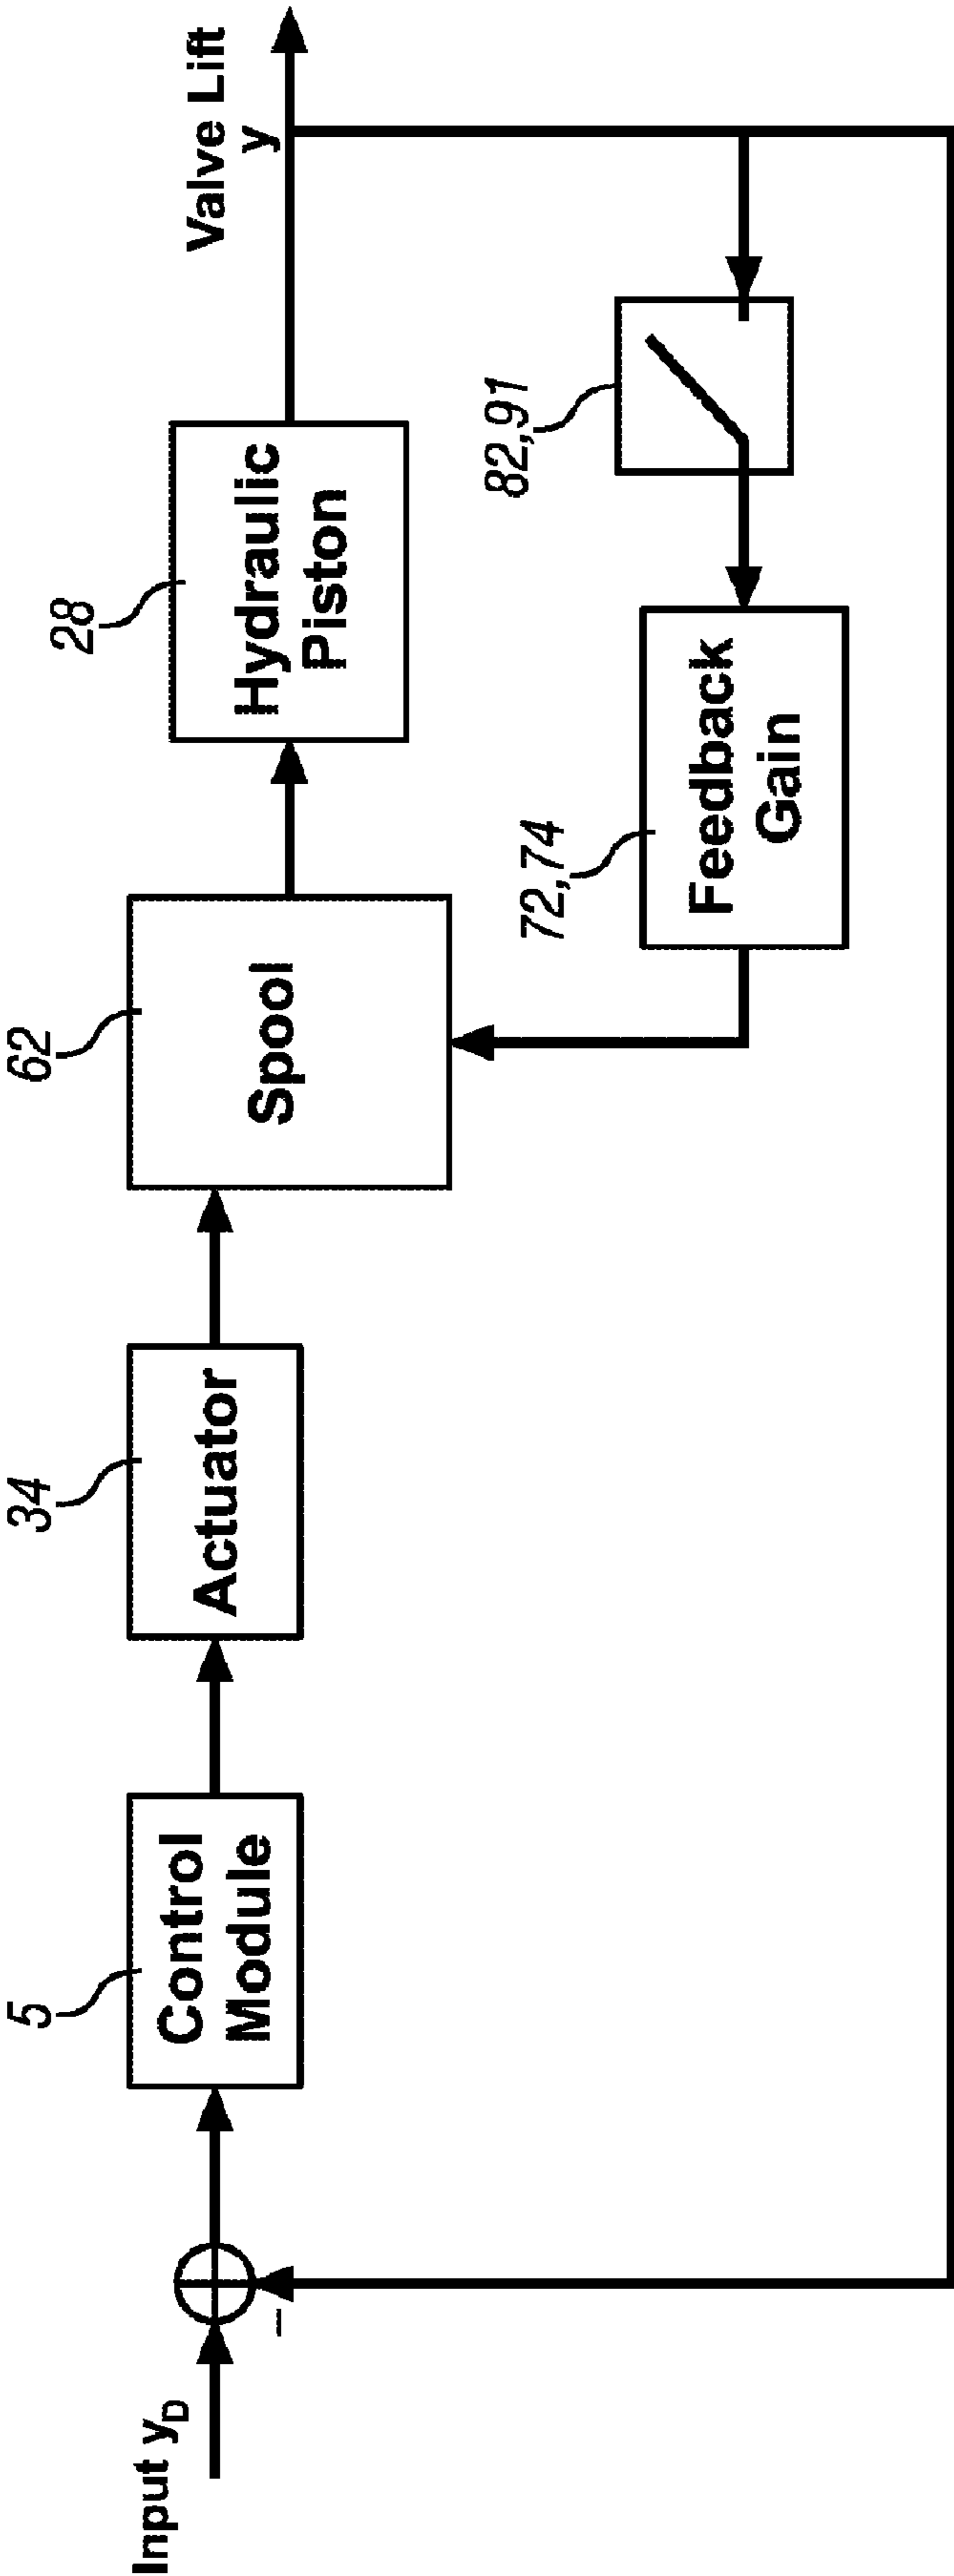 Input yD
–
5
Control
Module
34
Actuator
62
Spool
28
Hydraulic
Piston
Valve Lift
y
72,74
Feedback
Gain
82,91